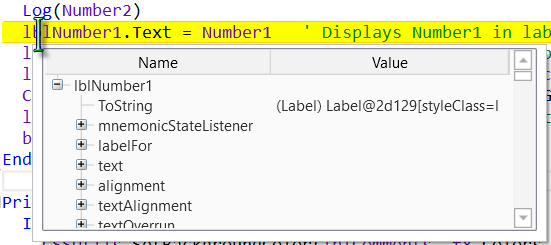 Log(Number2)
lblNumber1.Text = Number1 ' Displays Number1 in lab
Name Value
lblNumber1
ToString (Label) Label@2d129[styleClass=l
mnemonicStateListener
labelFor
text
alignment
textAlignment
textOverrun
End
Pri